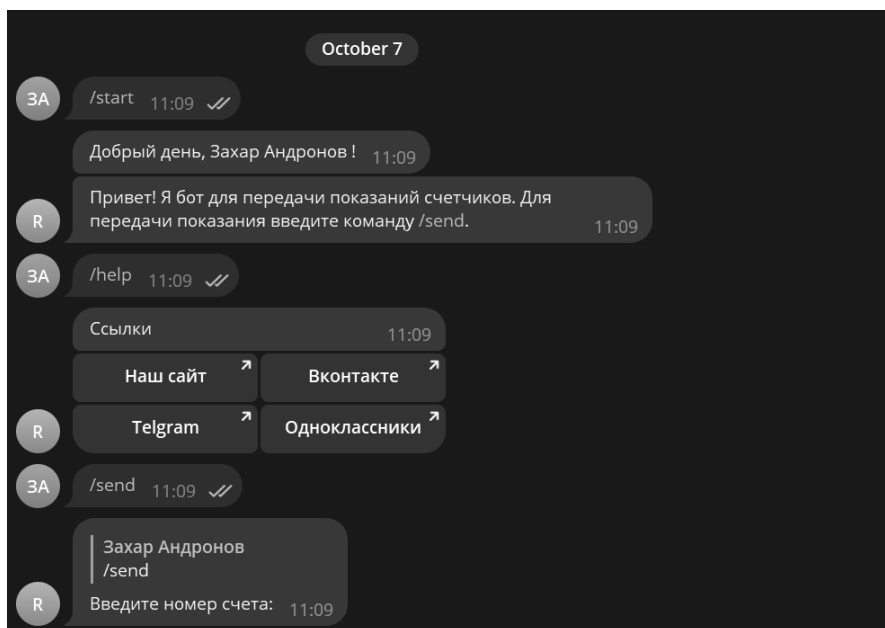 October 7
ЗА
/start 11:09
Добрый день, Захар Андронов ! 11:09
Привет! Я бот для передачи показаний счетчиков. Для
передачи показания введите команду /send. 11:09
R
ЗА
/help 11:09
Ссылки 11:09
Наш сайт Вконтакте
Telgram Одноклассники
R
ЗА
/send 11:09
Захар Андронов
/send
Введите номер счета: 11:09
R